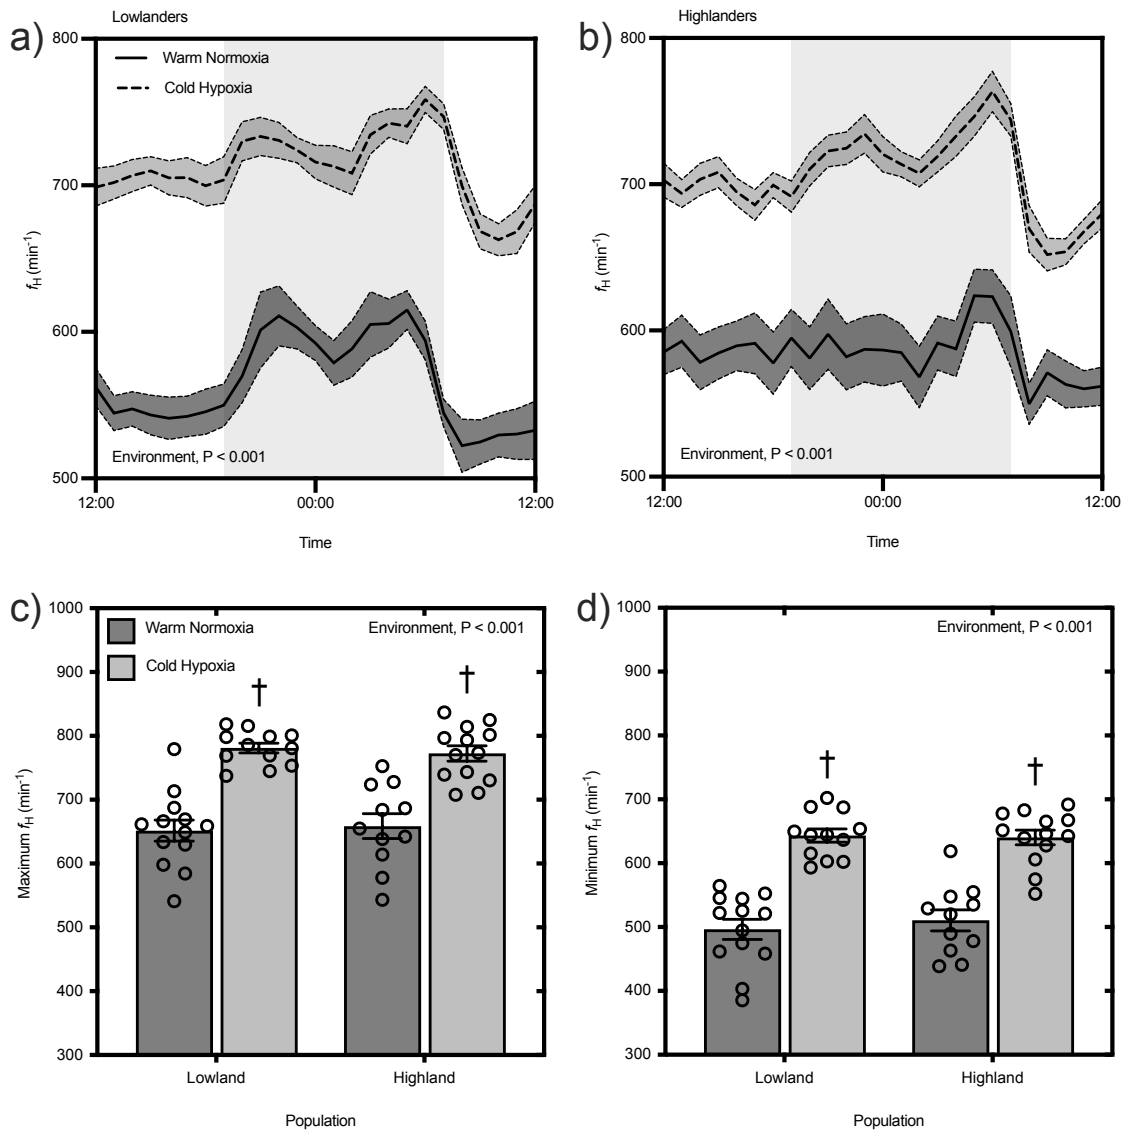 a)
Lowlanders
800
700
600
500
fH (min⁻¹)
Warm Normoxia
Cold Hypoxia
Environment, P < 0.001
12:00
00:00
12:00
Time
b)
Highlanders
800
700
600
500
fH (min⁻¹)
Environment, P < 0.001
12:00
00:00
12:00
Time
c)
1000
900
800
700
600
500
400
300
Maximum fH (min⁻¹)
Warm Normoxia
Cold Hypoxia
Environment, P < 0.001
†
†
Lowland
Highland
Population
d)
1000
900
800
700
600
500
400
300
Minimum fH (min⁻¹)
Environment, P < 0.001
†
†
Lowland
Highland
Population